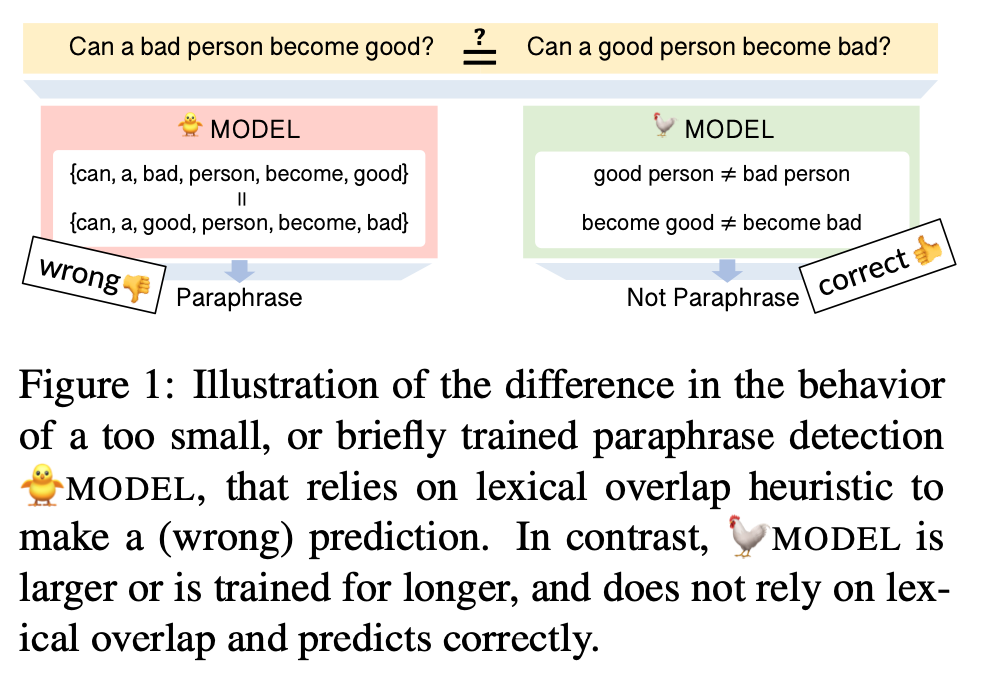 Can a bad person become good? ≟ Can a good person become bad?
🐥 MODEL
{can, a, bad, person, become, good}
=
{can, a, good, person, become, bad}
wrong👎
Paraphrase
🐓 MODEL
good person ≠ bad person
become good ≠ become bad
correct👍
Not Paraphrase
Figure 1: Illustration of the difference in the behavior
of a too small, or briefly trained paraphrase detection
🐥MODEL, that relies on lexical overlap heuristic to
make a (wrong) prediction. In contrast, 🐓MODEL is
larger or is trained for longer, and does not rely on lex-
ical overlap and predicts correctly.